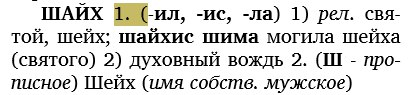 ШАЙХ 1. (-ил, -ис, -ла) 1) рел. свя-
той, шейх; шайхис шима могила шейха
(святого) 2) духовный вождь 2. (Ш - про-
писное) Шейх (имя собств. мужское)